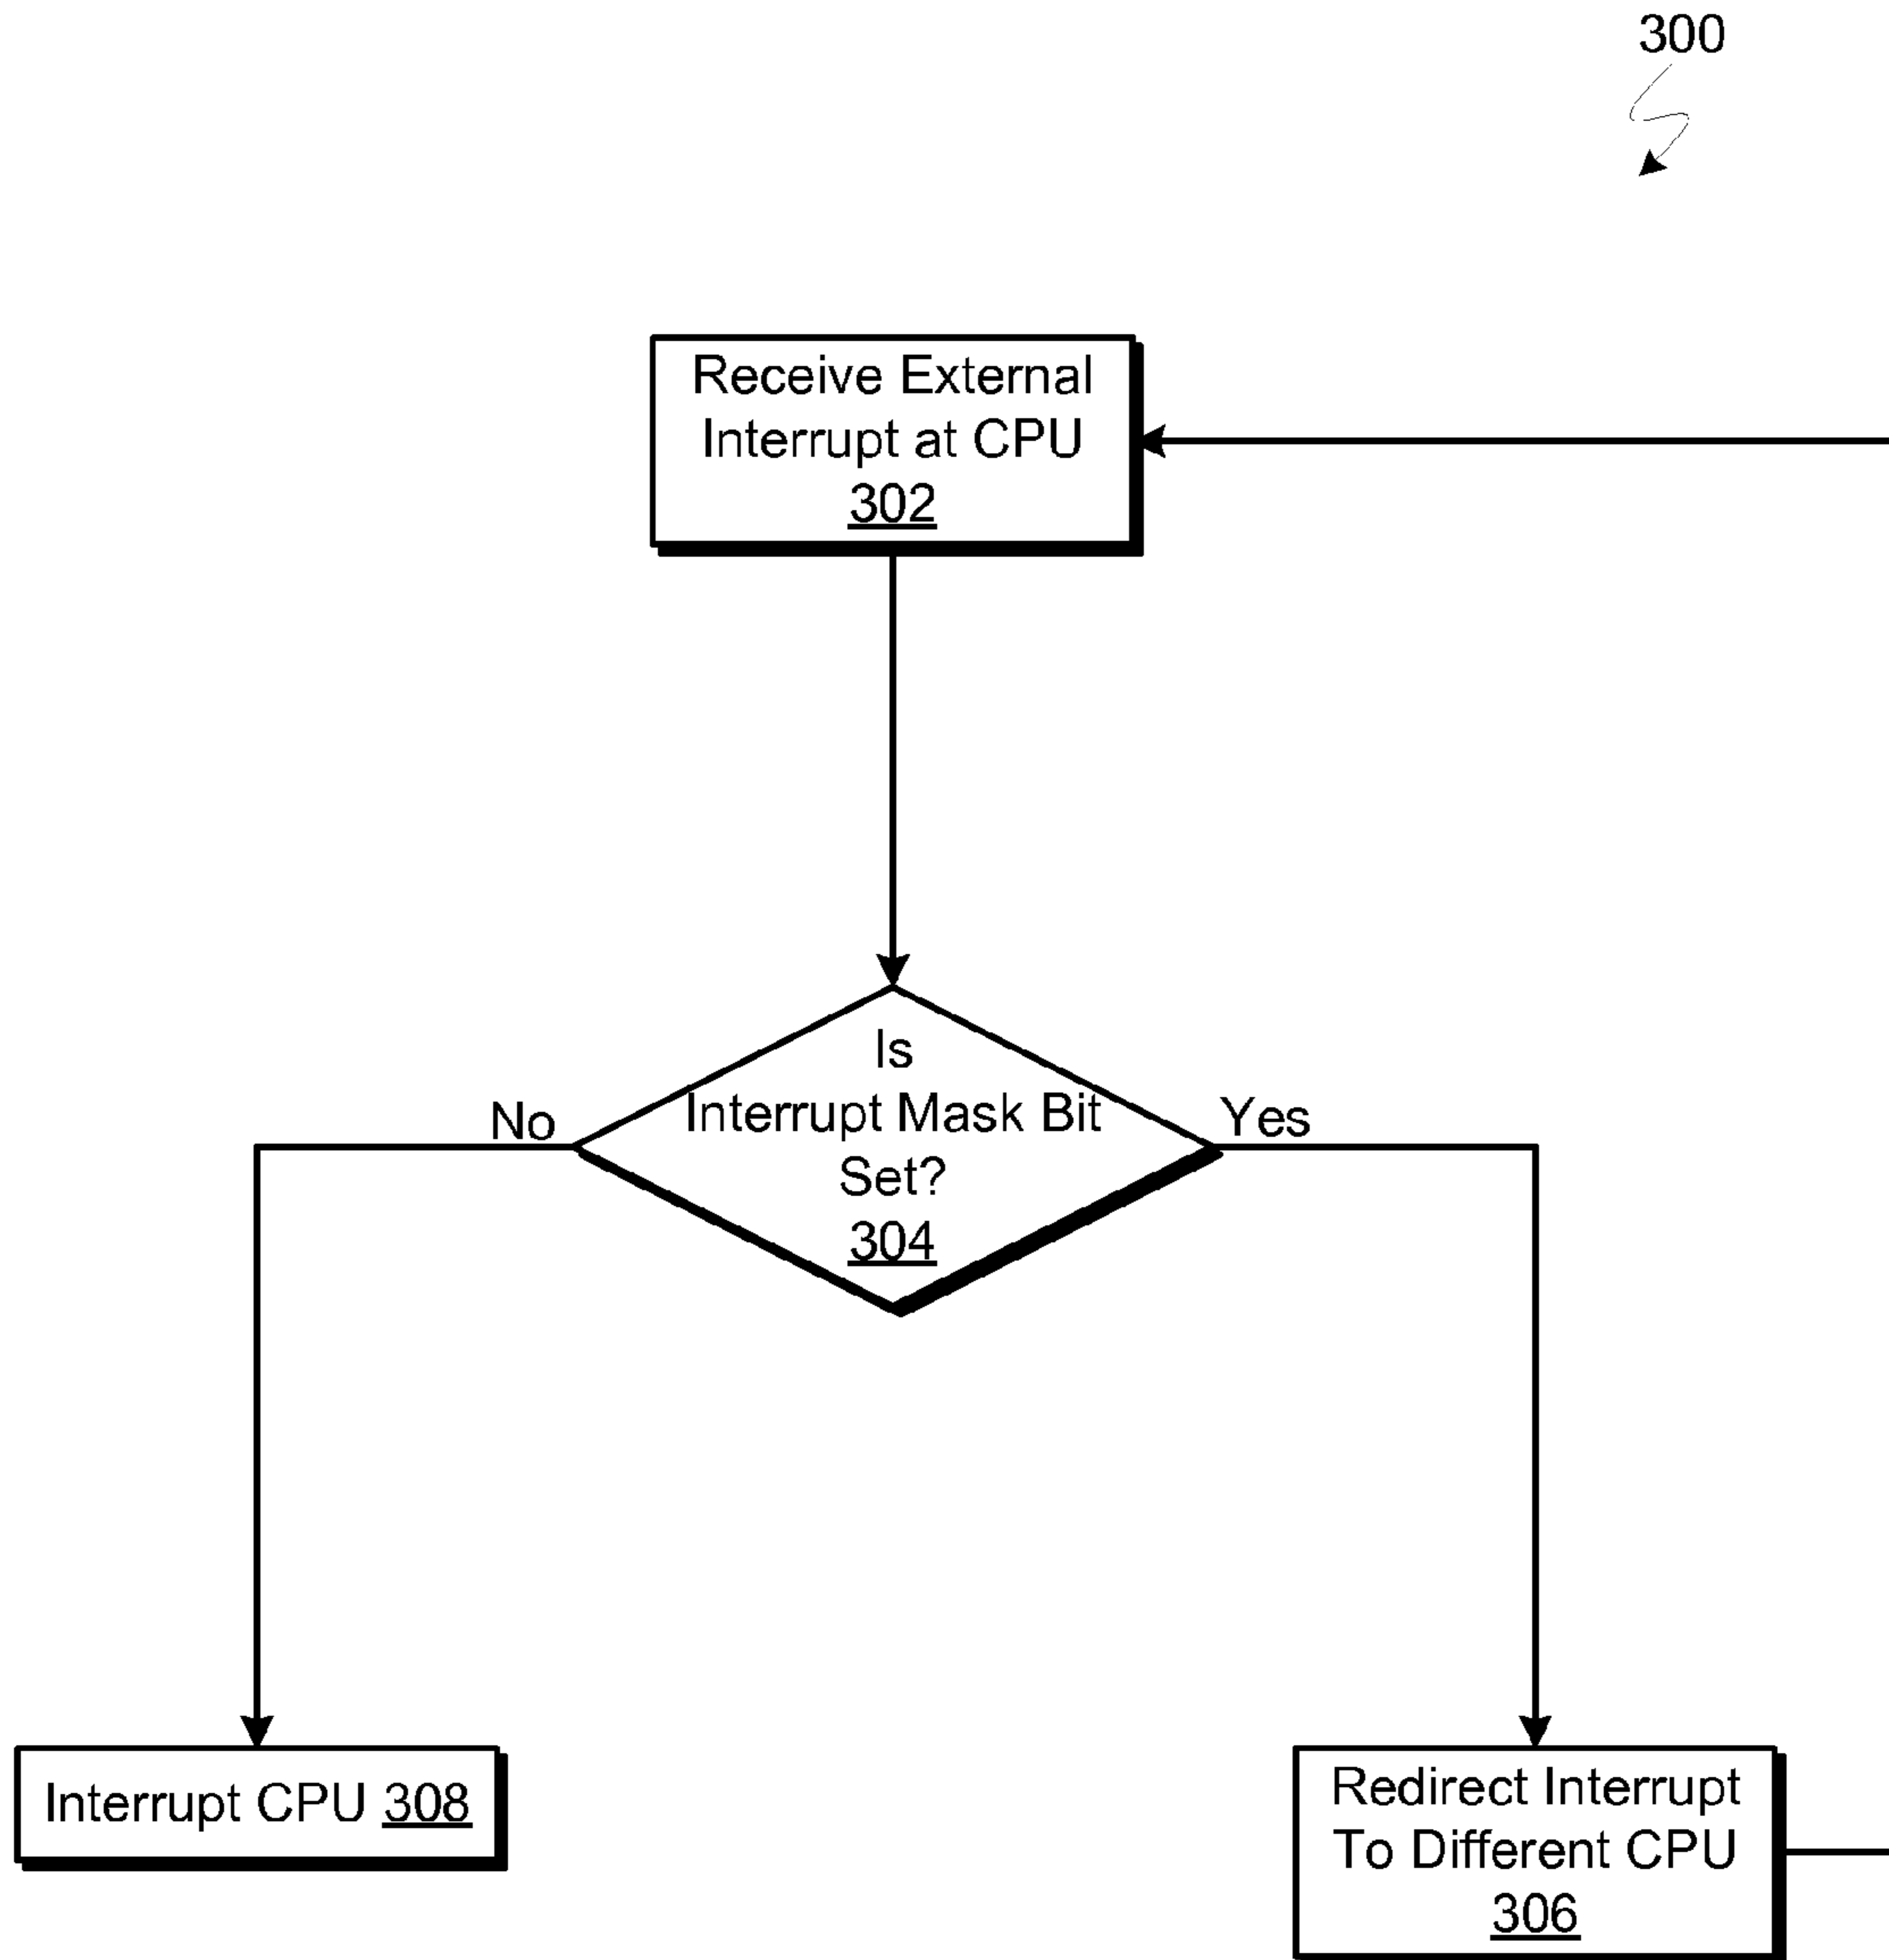 300
Receive External
Interrupt at CPU
302
Is
Interrupt Mask Bit
Set?
304
No
Yes
Interrupt CPU 308
Redirect Interrupt
To Different CPU
306